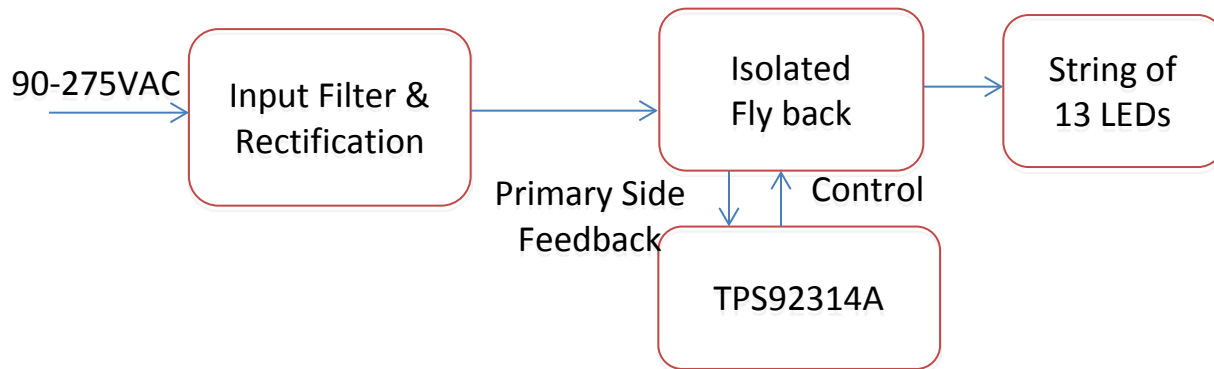 90-275VAC
Input Filter &
Rectification
Isolated
Fly back
String of
13 LEDs
Primary Side
Feedback
Control
TPS92314A